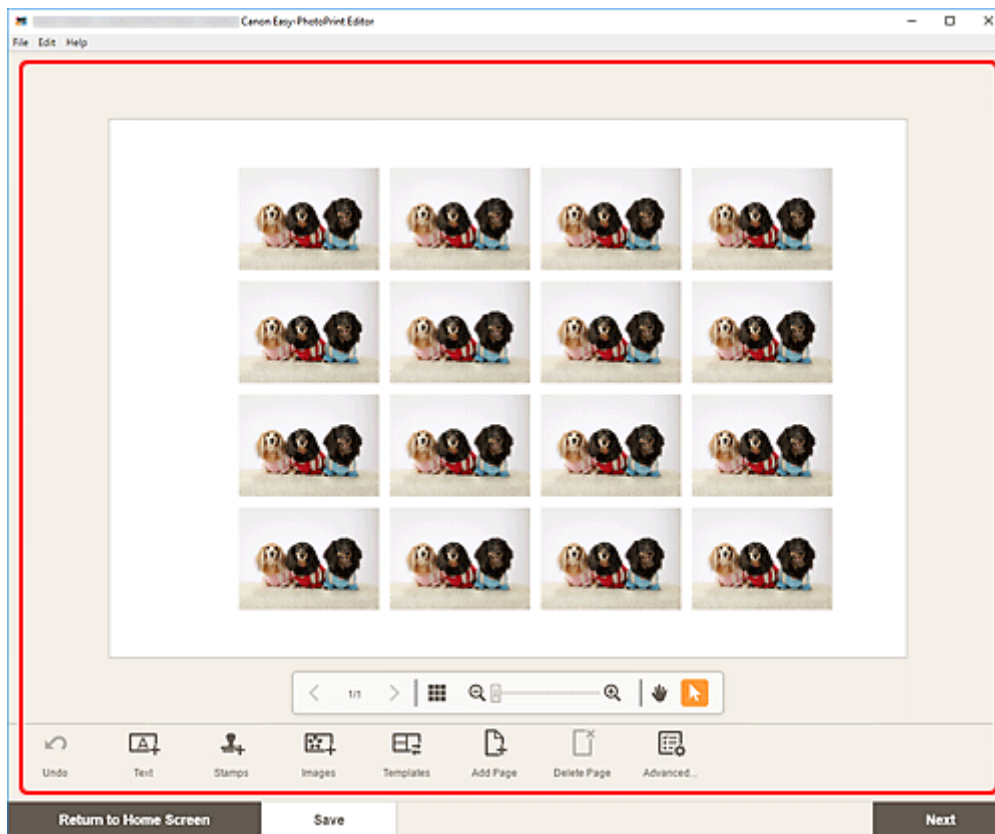 Canon Easy-PhotoPrint Editor
File Edit Help
1/1
Undo Text Stamps Images Templates Add Page Delete Page Advanced...
Return to Home Screen Save Next